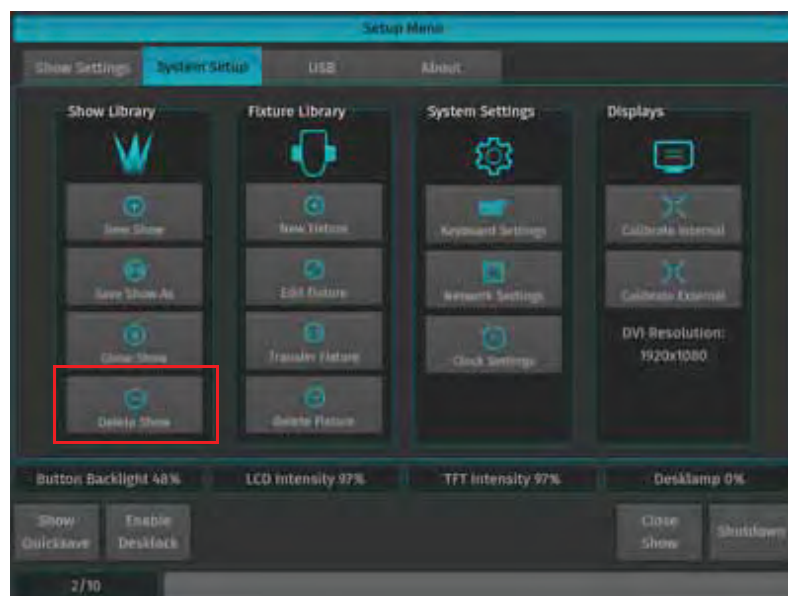 Setup Menu
Show Settings System Setup USB About
Show Library Fixture Library System Settings Displays
New Show New Fixture Keyboard Settings Calibrate Internal
Save Show As Edit Fixture Network Settings Calibrate External
Show Transfer Fixture Clock Settings DVI Resolution:
1920x1080
Delete Show Delete Fixture
Button Backlight 48% LCD Intensity 97% TFT Intensity 97% Desklamp 0%
Show Enable Close Shutdown
Quicksave Desklock Show
2/10